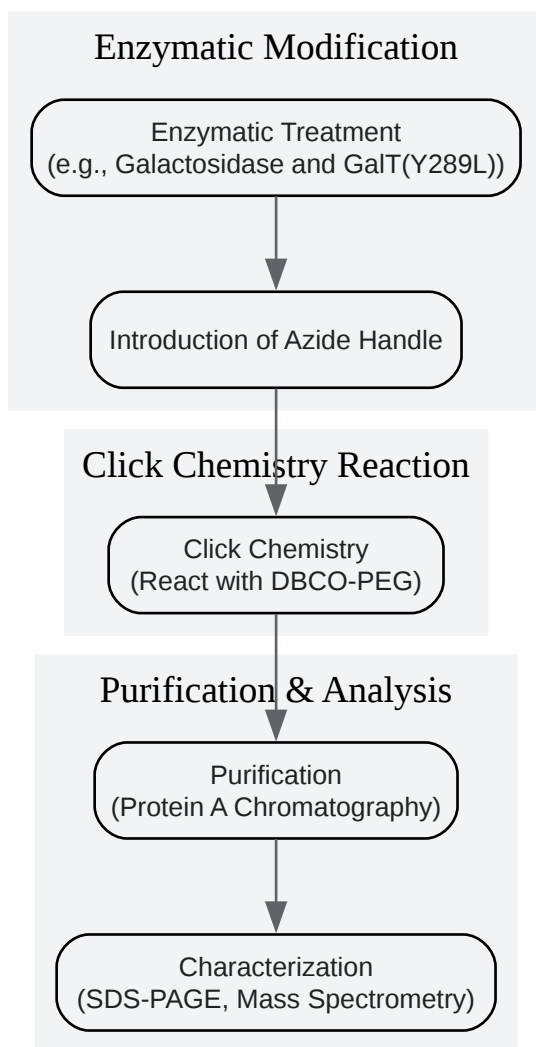 Enzymatic Modification
Enzymatic Treatment
(e.g., Galactosidase and GalT(Y289L))
Introduction of Azide Handle
Click Chemistry Reaction
Click Chemistry
(React with DBCO-PEG)
Purification & Analysis
Purification
(Protein A Chromatography)
Characterization
(SDS-PAGE, Mass Spectrometry)